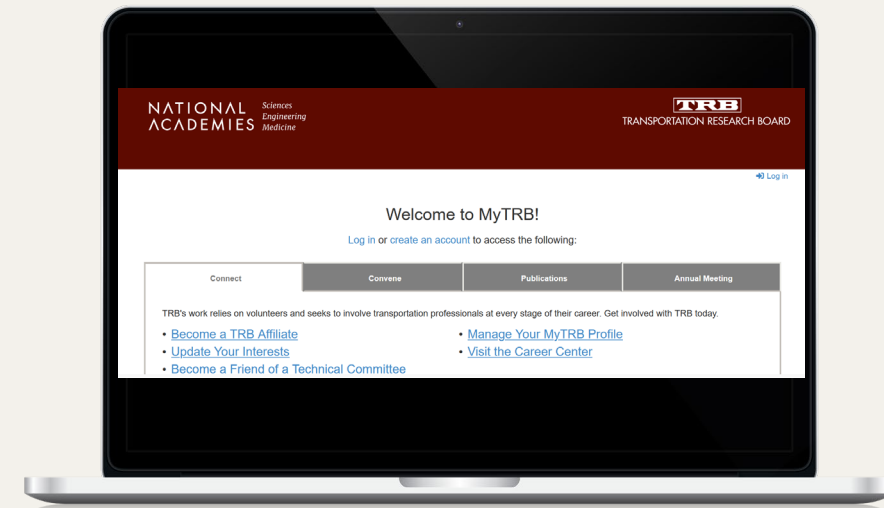 NATIONAL
ACADEMIES
Sciences
Engineering
Medicine
TRB
TRANSPORTATION RESEARCH BOARD
Log in
Welcome to MyTRB!
Log in or create an account to access the following:
Connect
Convene
Publications
Annual Meeting
TRB's work relies on volunteers and seeks to involve transportation professionals at every stage of their career. Get involved with TRB today.
• Become a TRB Affiliate
• Update Your Interests
• Become a Friend of a Technical Committee
• Manage Your MyTRB Profile
• Visit the Career Center